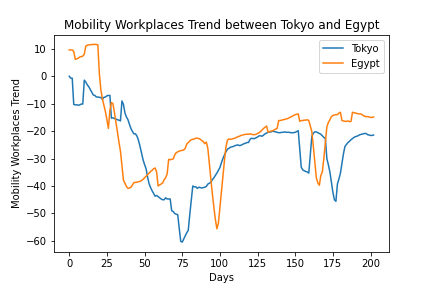 Mobility Workplaces Trend between Tokyo and Egypt
Tokyo
Egypt
Mobility Workplaces Trend
10
0
−10
−20
−30
−40
−50
−60
0 25 50 75 100 125 150 175 200
Days